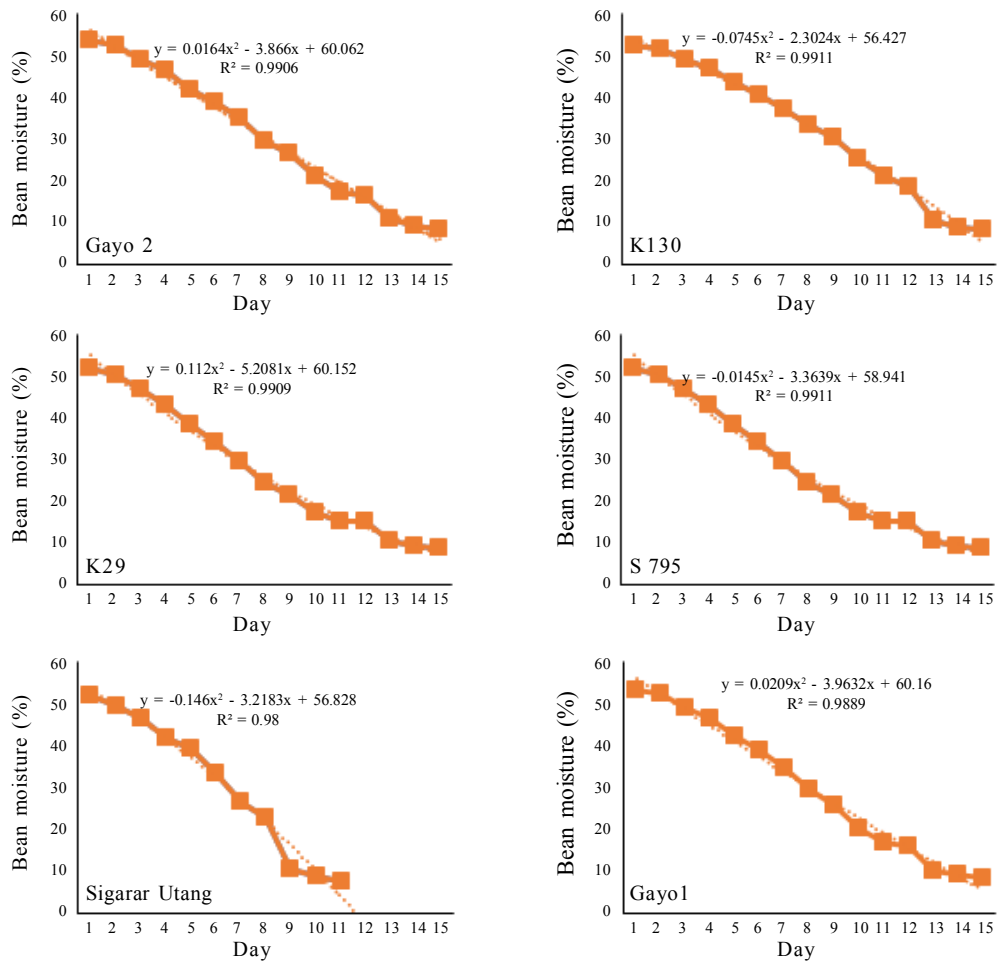 60
50
40
30
20
10
0
Bean moisture (%)
y = 0.0164x² - 3.866x + 60.062
R² = 0.9906
Gayo 2
1 2 3 4 5 6 7 8 9 10 11 12 13 14 15
Day
60
50
40
30
20
10
0
Bean moisture (%)
y = -0.0745x² - 2.3024x + 56.427
R² = 0.9911
K130
1 2 3 4 5 6 7 8 9 10 11 12 13 14 15
Day
60
50
40
30
20
10
0
Bean moisture (%)
y = 0.112x² - 5.2081x + 60.152
R² = 0.9909
K29
1 2 3 4 5 6 7 8 9 10 11 12 13 14 15
Day
60
50
40
30
20
10
0
Bean moisture (%)
y = -0.0145x² - 3.3639x + 58.941
R² = 0.9911
S 795
1 2 3 4 5 6 7 8 9 10 11 12 13 14 15
Day
60
50
40
30
20
10
0
Bean moisture (%)
y = -0.146x² - 3.2183x + 56.828
R² = 0.98
Sigarar Utang
1 2 3 4 5 6 7 8 9 10 11 12 13 14 15
Day
60
50
40
30
20
10
0
Bean moisture (%)
y = 0.0209x² - 3.9632x + 60.16
R² = 0.9889
Gayo1
1 2 3 4 5 6 7 8 9 10 11 12 13 14 15
Day